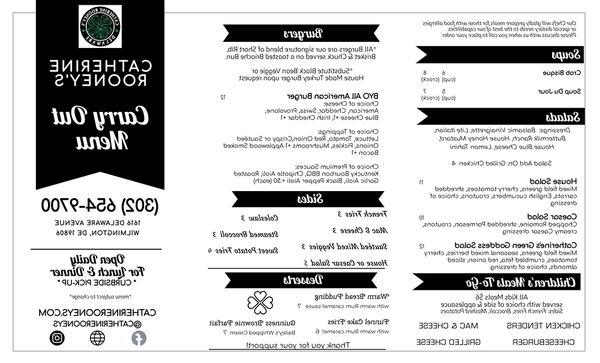 CATHERINE ROONEY'S
DELAWARE
CATHERINE
ROONEY'S
Carry Out
Menu
(302) 654-9700
1616 DELAWARE AVENUE
WILMINGTON, DE 19806
Open Daily
For Lunch & Dinner
* CURBSIDE PICK-UP *
*menu subject to change*
CATHERINEROONEYS.COM
@CATHERINEROONEYS
Burgers
*All Burgers are our signature blend of Short Rib,
Brisket & Chuck served on a toasted Brioche Bun.
*Substitute* Black Bean Veggie or
House Made Turkey Burger upon request
BYO All American Burger 12
Choice of Cheese:
American, Cheddar, Swiss, Provolone,
Blue Cheese +1, Irish Cheddar +1
Choice of Toppings:
Lettuce, Tomato, Red Onion, Crispy or Sautéed
Onions, Pickles, Mushrooms +1 Applewood Smoked
Bacon +1
Choice of Premium Sauces:
Kentucky Bourbon BBQ, Chipotle Aioli, Roasted
Garlic Aioli, Black Pepper Aioli +.50 (each)
Sides
French Fries 3
Coleslaw 3
Mac & Cheese 3
Steamed Broccoli 3
Sautéed Mixed Veggies 3
Sweet Potato Fries 4
House or Caesar Salad 5
Desserts
Warm Bread Pudding
with warm Caramel sauce 7
Funnel Cake Fries
with warm Caramel 6
Guinness Brownie Parfait
Bailey's Whipped Cream 7
Thank you for your support!
Our Chefs will gladly prepare meals for those with food allergies
or special dietary needs to the best of our capabilities.
Please discuss with us when you call to place your order
Soups
Crab Bisque 6 (cup) 8 (crock)
Soup Du Jour 5 (cup) 7 (crock)
Salads
Dressings: Balsamic Vinaigrette, Lite Italian,
Buttermilk Ranch, House Honey Mustard,
Blue Cheese, Caesar, Lemon Tahini
Salad Add On: Grilled Chicken 4
House Salad 11
Mixed field greens, cherry tomatoes, shredded
carrots, English cucumbers, croutons, choice of
dressing
Caesar Salad 10
Chopped Romaine, shredded Parmesan, croutons,
creamy Caesar dressing
Catherine's Green Goddess Salad 12
Mixed field greens, seasonal mixed berries, cherry
tomatoes, crumbled feta, red onion, sliced
almonds, choice of dressing
Children's Meals To-Go
All Kids Meals $6
served with choice of side & applesauce
Sides: French Fries, Broccoli, Mashed Potatoes
CHICKEN TENDERS
MAC & CHEESE
CHEESEBURGER
GRILLED CHEESE